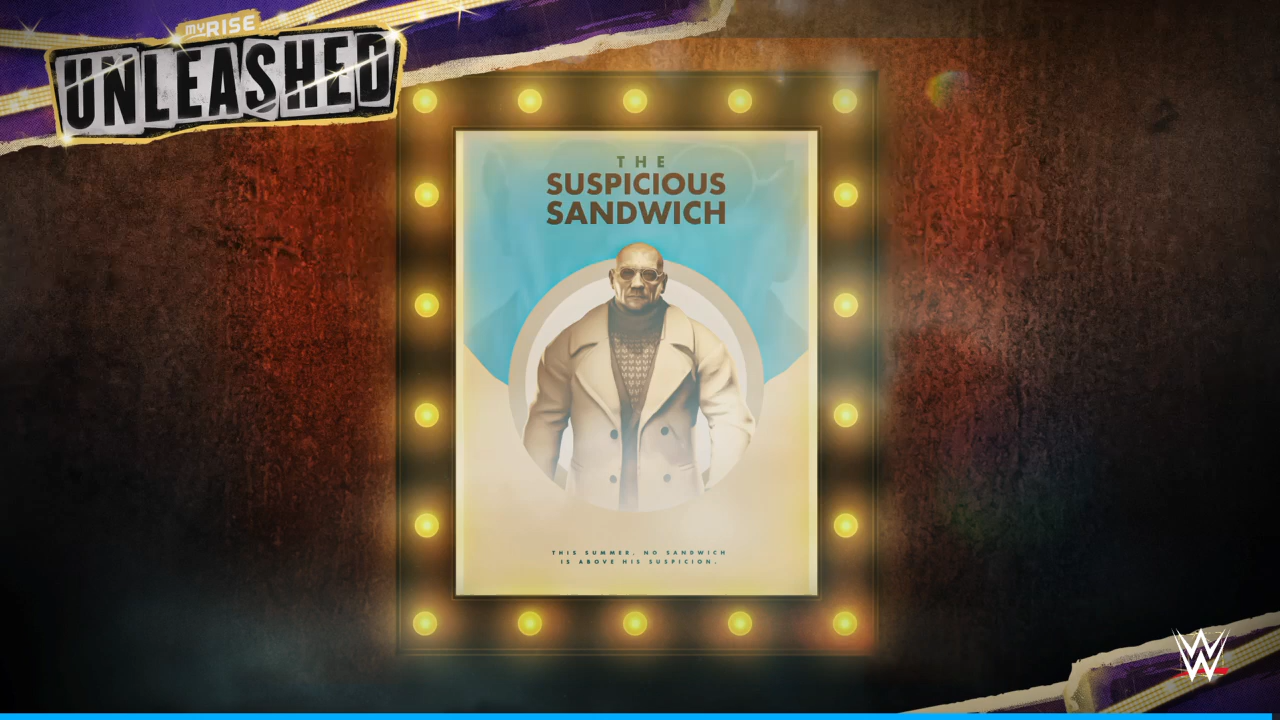 MYRISE
UNLEASHED
THE
SUSPICIOUS
SANDWICH
THIS SUMMER, NO SANDWICH
IS ABOVE HIS SUSPICION.
W